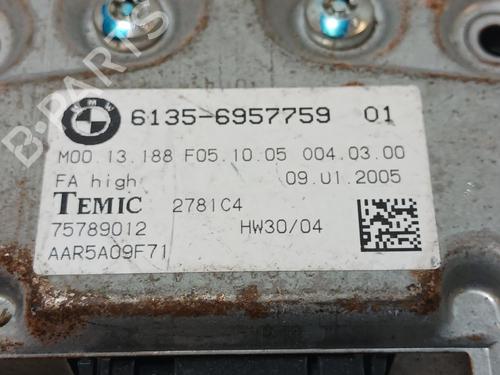 BMW
6135-6957759 01
M00.13.188 F05.10.05 004.03.00
FA high 09.01.2005
TEMIC 2781C4
75789012 HW30/04
AAR5A09F71
B-Parts